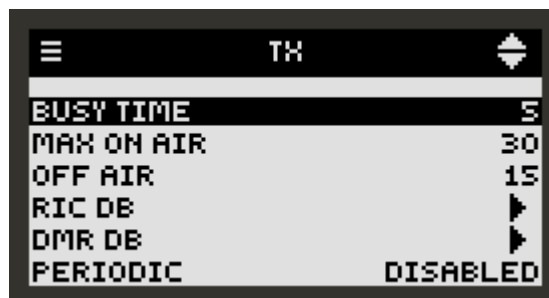 TX
BUSY TIME 5
MAX ON AIR 30
OFF AIR 15
RIC DB
DMR DB
PERIODIC DISABLED